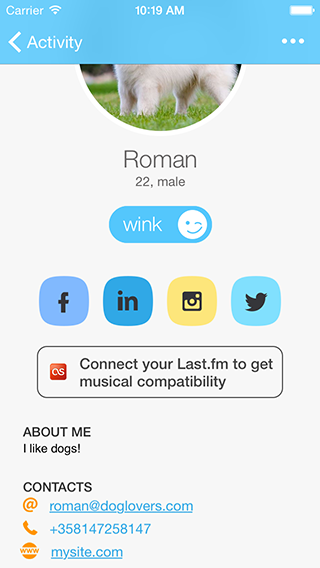 Carrier 10:19 AM
Activity
Roman
22, male
wink
f in
Connect your Last.fm to get
musical compatibility
ABOUT ME
I like dogs!
CONTACTS
@ roman@doglovers.com
+358147258147
www mysite.com